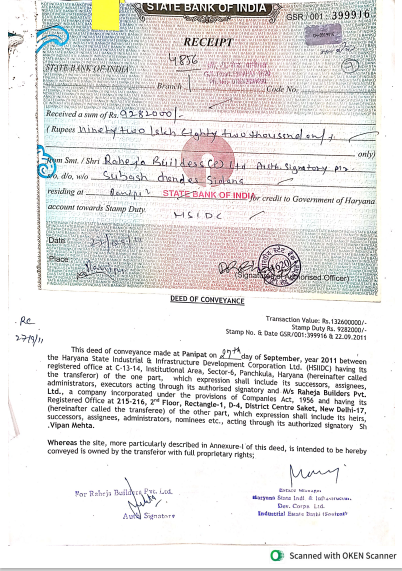 STATE BANK OF INDIA
GSR / 001 : 399916
RECEIPT
4856
STATE BANK OF INDIA
Branch
Code No.
Received a sum of Rs. 9282000/-
(Rupees Ninety two lakh Eighty two thousand only
only)
from Smt. / Shri Raheja Builders (P) Ltd Auth. Signatory Mr.
s/o, d/o, w/o Subash chander
residing at Panipat STATE BANK OF INDIA for credit to Government of Haryana
account towards Stamp Duty.
HSIDC
Date
Place
Signature (Authorised Officer)
DEED OF CONVEYANCE
Transaction Value: Rs.132600000/-
Stamp Duty Rs. 9282000/-
Stamp No. & Date GSR/001:399916 & 22.09.2011
This deed of conveyance made at Panipat on 27th day of September, year 2011 between
the Haryana State Industrial & Infrastructure Development Corporation Ltd. (HSIIDC) having its
registered office at C-13-14, Institutional Area, Sector-6, Panchkula, Haryana (hereinafter called
the transferor) of the one part, which expression shall include its successors, assignees,
administrators, executors acting through its authorised signatory and M/s Raheja Builders Pvt.
Ltd., a company incorporated under the provisions of Companies Act, 1956 and having its
Registered Office at 215-216, 2nd Floor, Rectangle-1, D-4, District Centre Saket, New Delhi-17,
(hereinafter called the transferee) of the other part, which expression shall include its heirs,
successors, assignees, administrators, nominees etc., acting through its authorized signatory Sh
.Vipan Mehta.
Whereas the site, more particularly described in Annexure-I of this deed, is intended to be hereby
conveyed is owned by the transferor with full proprietary rights;
For Raheja Builders Pvt. Ltd.
Auth Signatory
Estate Manager
Haryana State Indl. & Infrastructure
Dev. Corpn. Ltd.
Industrial Estate Barhi (Sonipat)
Scanned with OKEN Scanner